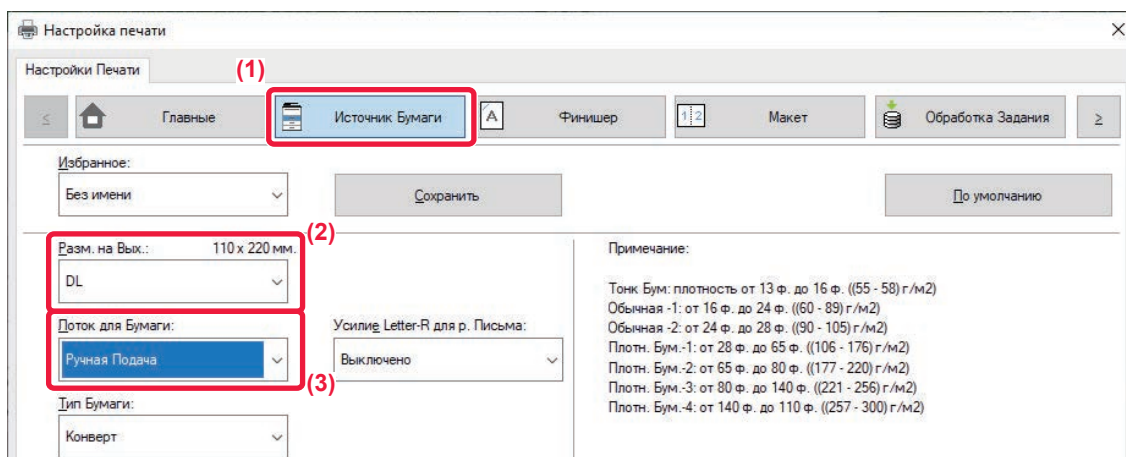 Настройка печати
Настройки Печати
(1)
<
Главные
Источник Бумаги
A
Финишер
1 2
Макет
Обработка Задания
>
Избранное:
Без имени
Сохранить
По умолчанию
(2)
Разм. на Вых.: 110 x 220 мм.
DL
Поток для Бумаги:
Ручная Подача
(3)
Усилие Letter-R для р. Письма:
Выключено
Тип Бумаги:
Конверт
Примечание:
Тонк Бум: плотность от 13 ф. до 16 ф. ((55 - 58) г/м2)
Обычная -1: от 16 ф. до 24 ф. ((60 - 89) г/м2)
Обычная -2: от 24 ф. до 28 ф. ((90 - 105) г/м2)
Плотн. Бум.-1: от 28 ф. до 65 ф. ((106 - 176) г/м2)
Плотн. Бум.-2: от 65 ф. до 80 ф. ((177 - 220) г/м2)
Плотн. Бум.-3: от 80 ф. до 140 ф. ((221 - 256) г/м2)
Плотн. Бум.-4: от 140 ф. до 110 ф. ((257 - 300) г/м2)